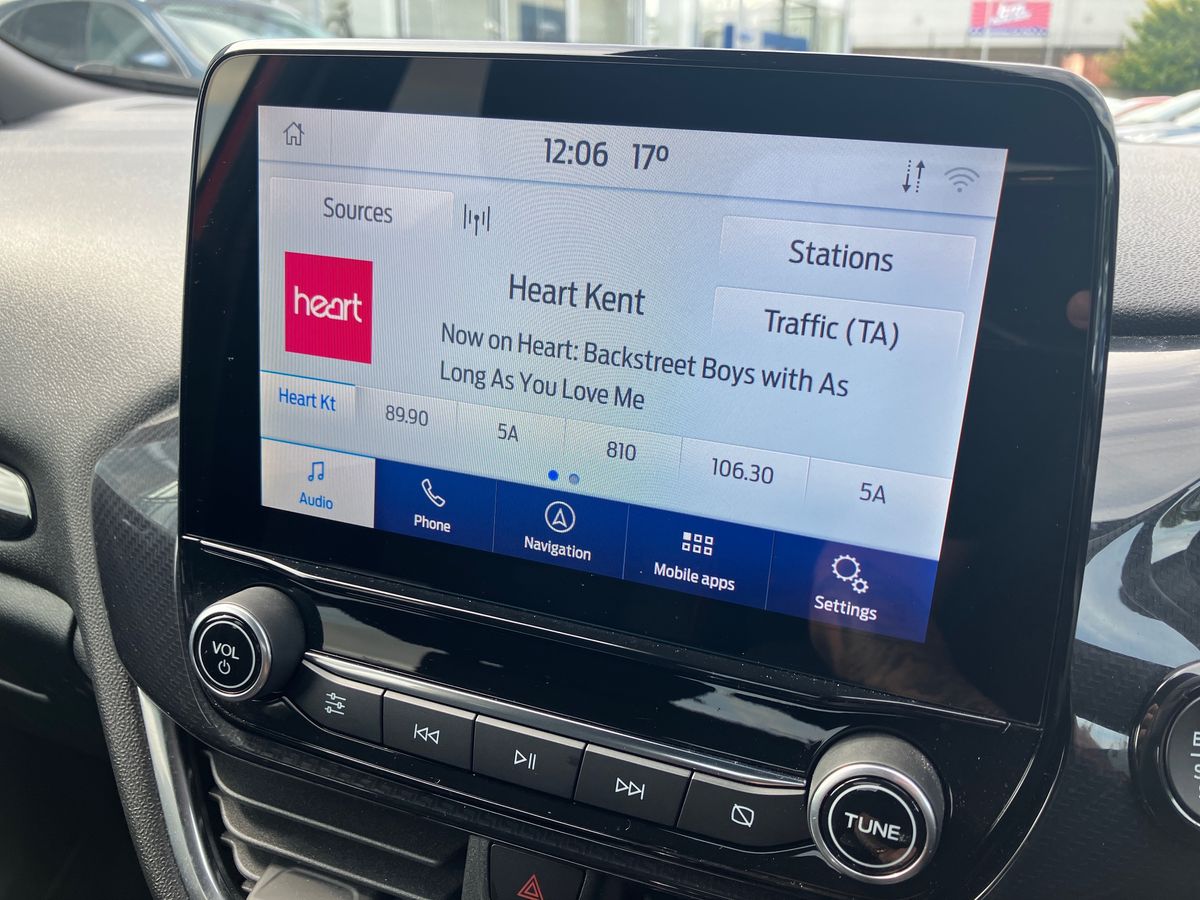 12:06 17º
Sources
Stations
heart
Heart Kent
Traffic (TA)
Now on Heart: Backstreet Boys with As
Long As You Love Me
Heart Kt
89.90
5A
810
106.30
5A
Audio
Phone
Navigation
Mobile apps
Settings
VOL
TUNE